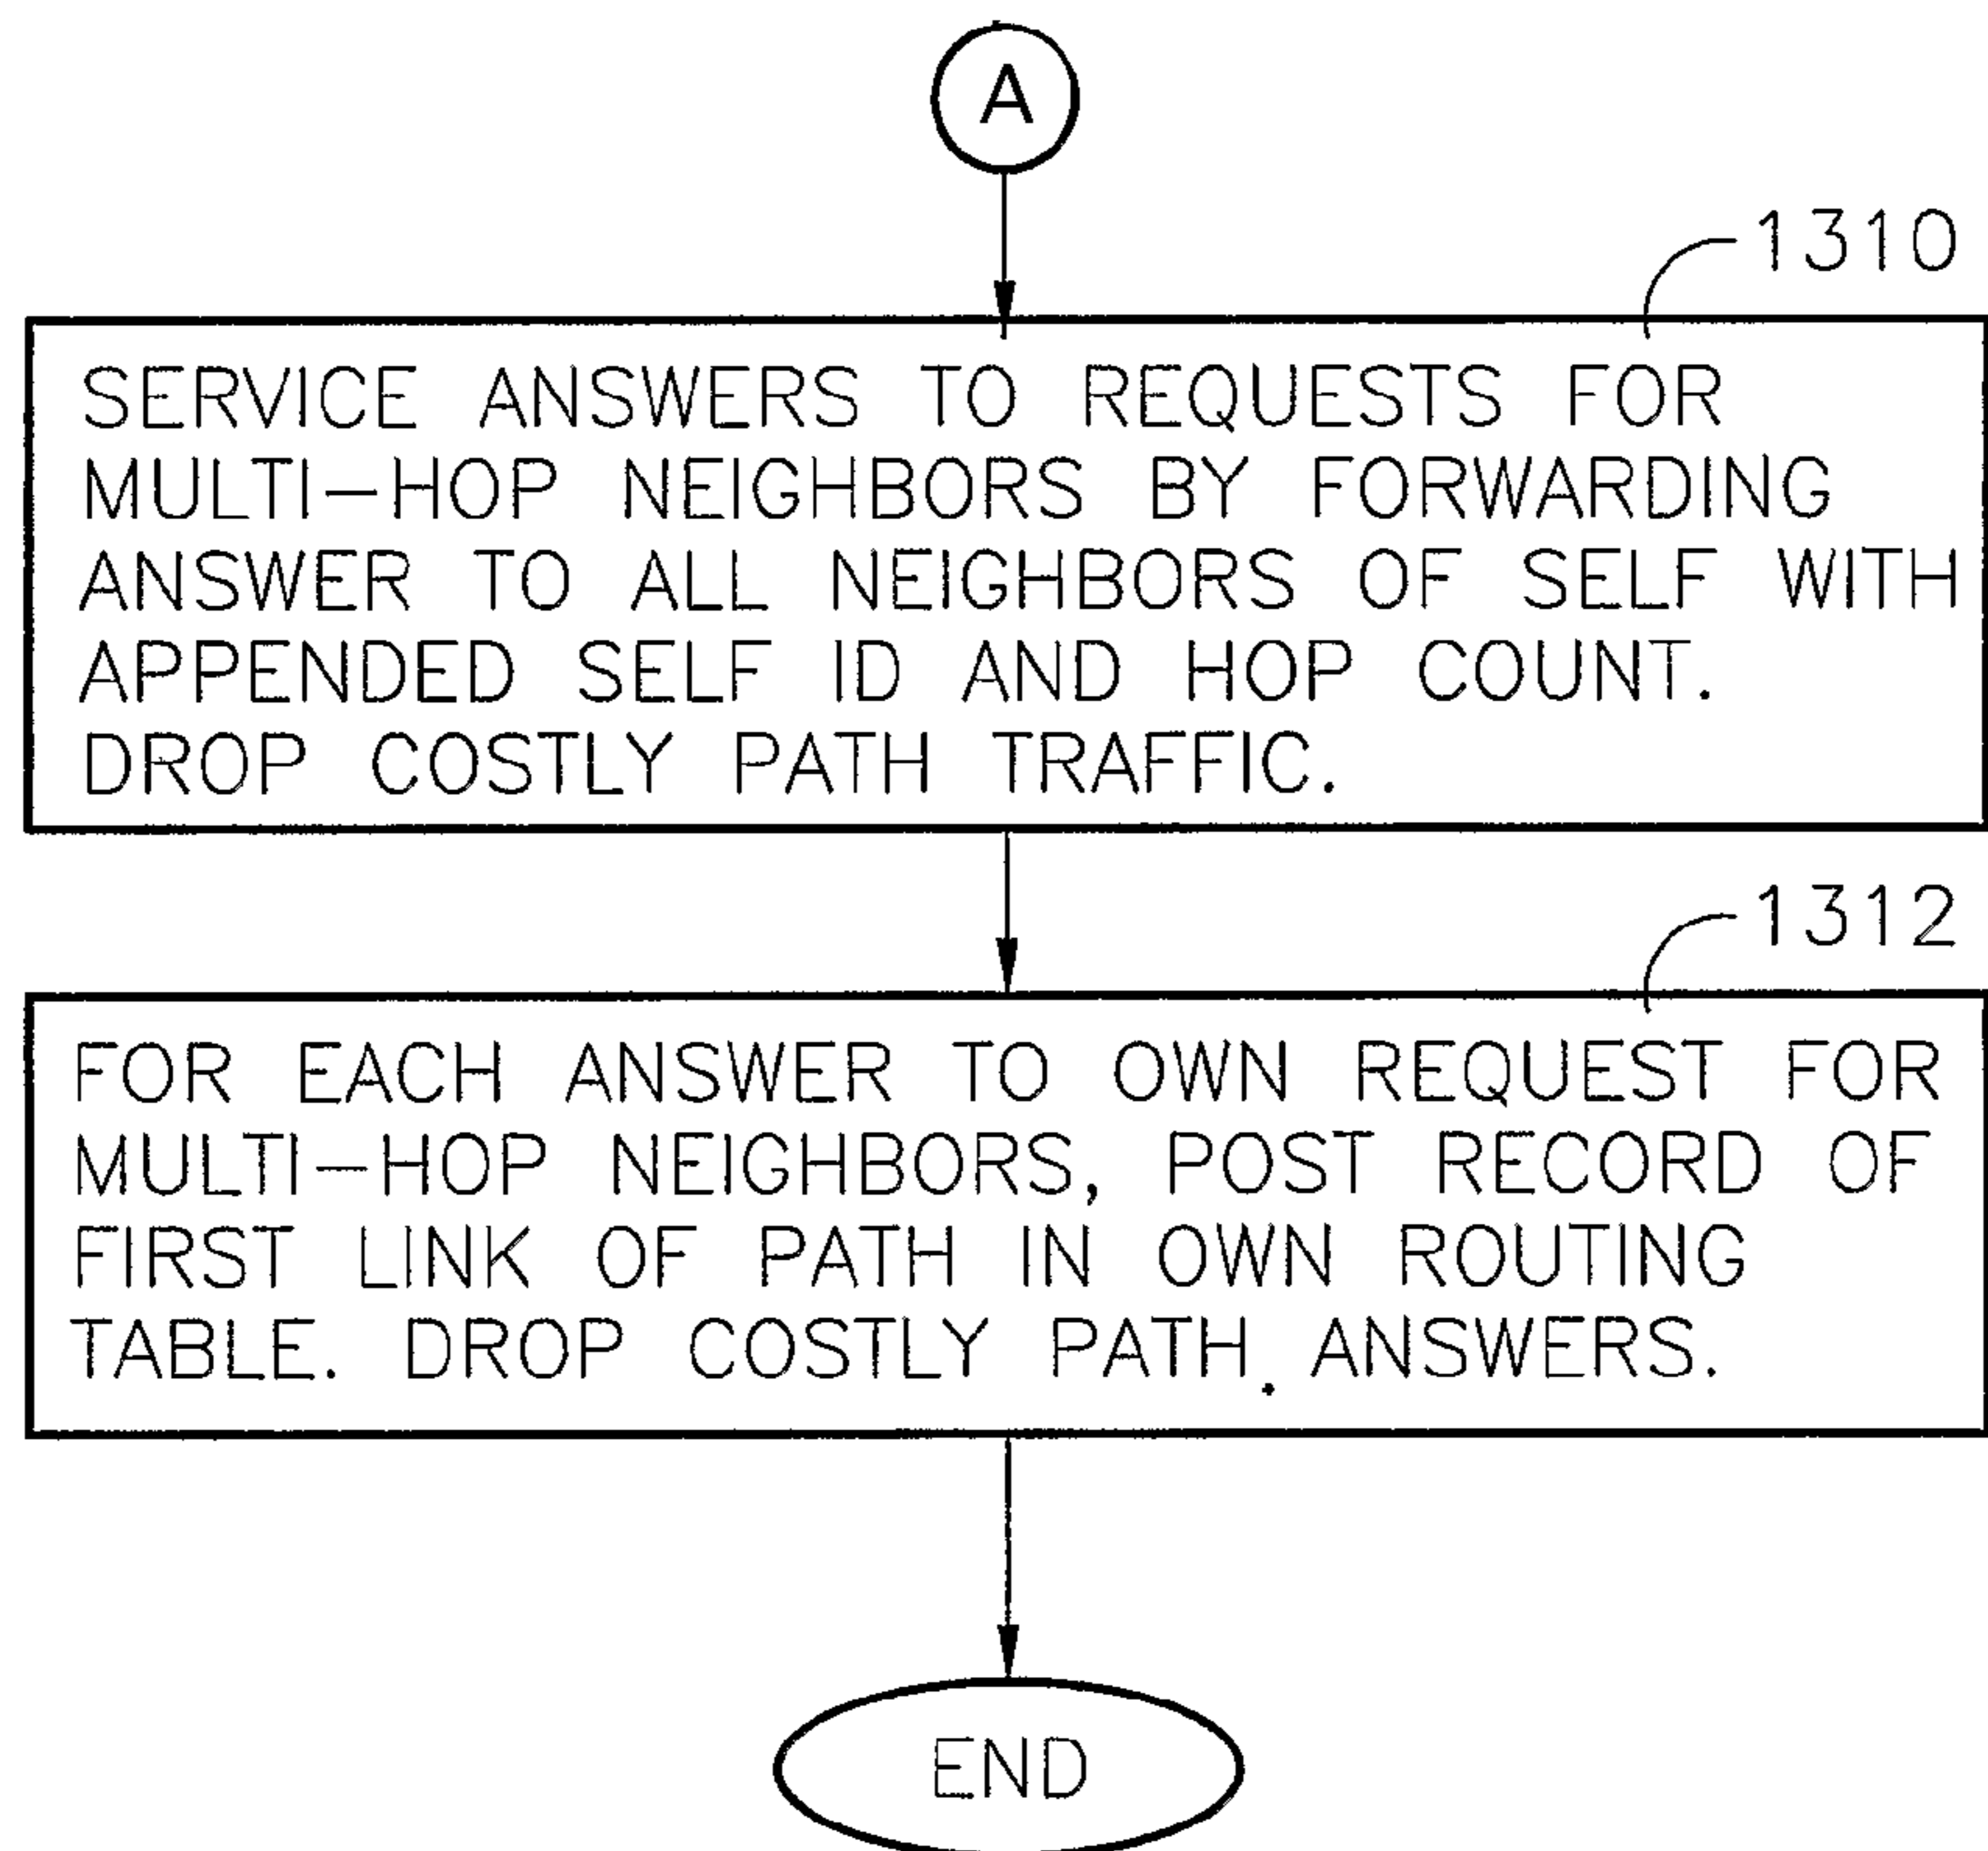 A
1310
SERVICE ANSWERS TO REQUESTS FOR
MULTI-HOP NEIGHBORS BY FORWARDING
ANSWER TO ALL NEIGHBORS OF SELF WITH
APPENDED SELF ID AND HOP COUNT.
DROP COSTLY PATH TRAFFIC.
1312
FOR EACH ANSWER TO OWN REQUEST FOR
MULTI-HOP NEIGHBORS, POST RECORD OF
FIRST LINK OF PATH IN OWN ROUTING
TABLE. DROP COSTLY PATH. ANSWERS.
END